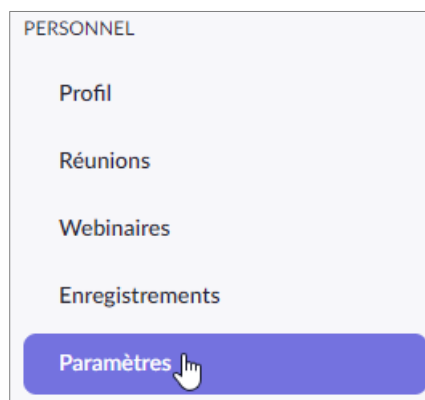 PERSONNEL
Profil
Réunions
Webinaires
Enregistrements
Paramètres